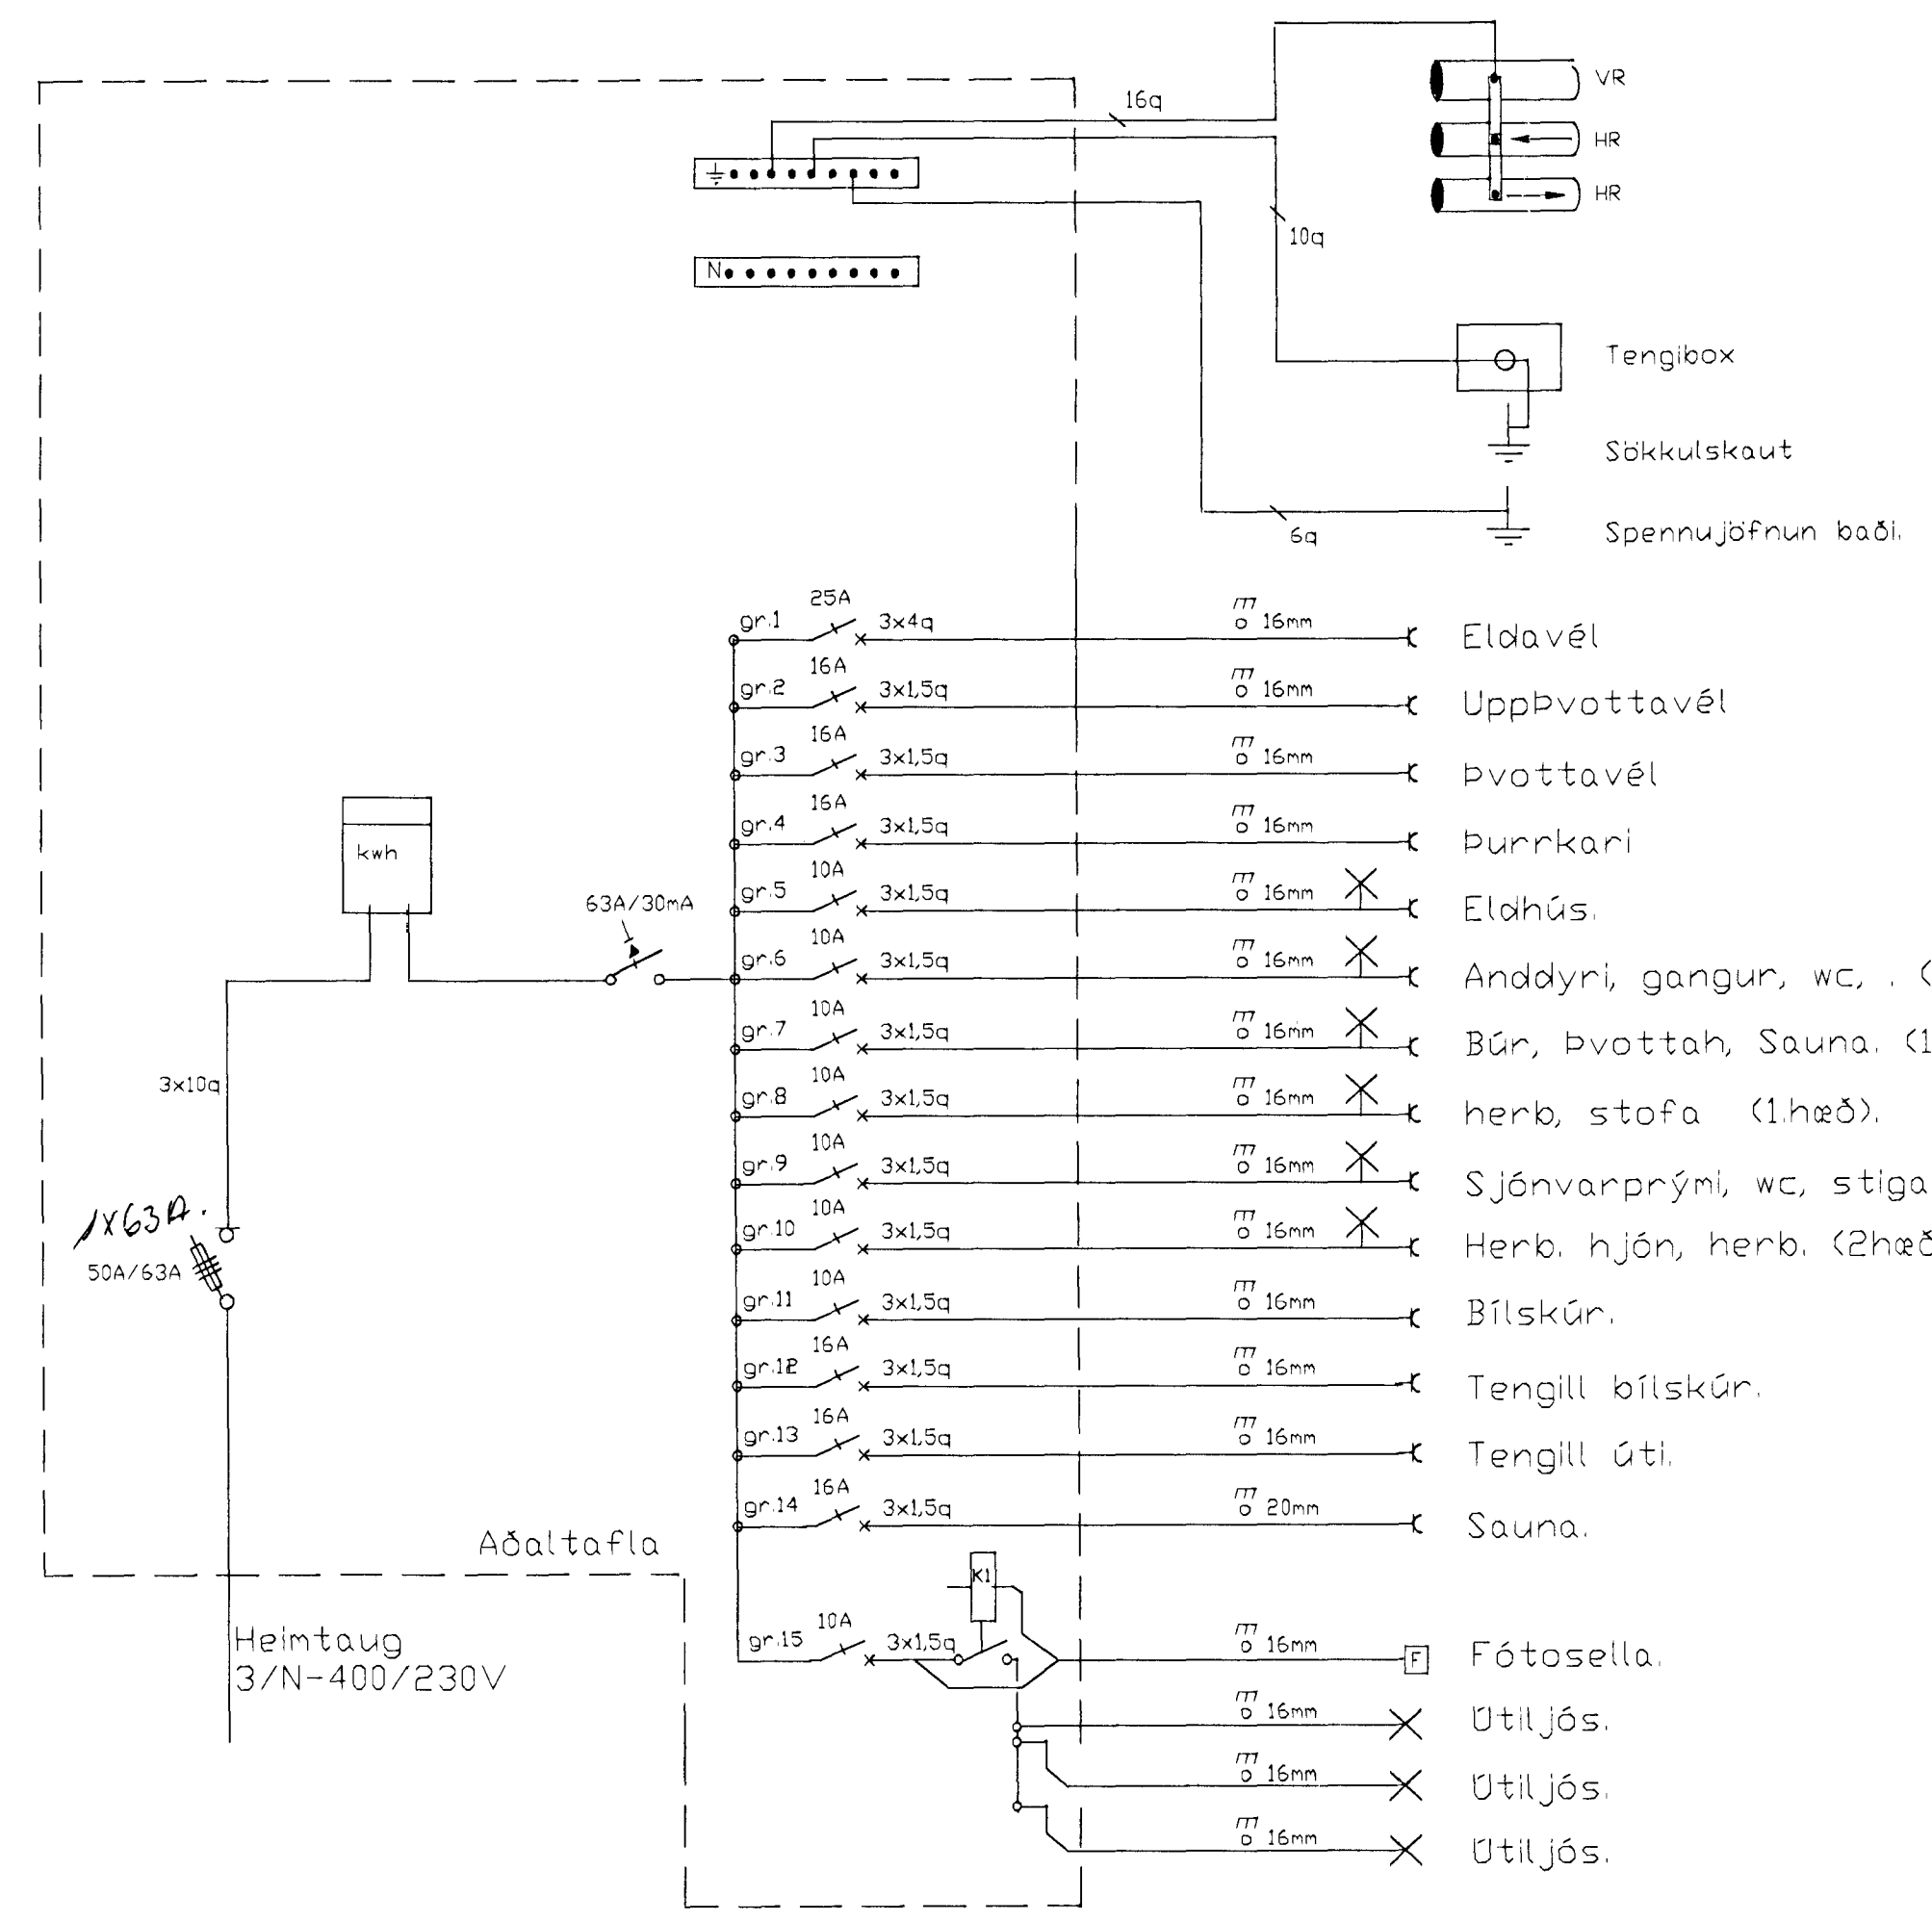 VR
16q
HR
HR
10q
N
Tengibox
Sökkulskaut
6q
Spennujöfnun baði.
gr.1 25A 3x4q 16mm Eldavél
gr.2 16A 3x1,5q 16mm Uppþvottavél
gr.3 16A 3x1,5q 16mm Þvottavél
gr.4 16A 3x1,5q 16mm Þurrkari
kwh
63A/30mA
gr.5 10A 3x1,5q 16mm Eldhús.
gr.6 10A 3x1,5q 16mm Anddyri, gangur, wc, . (
gr.7 10A 3x1,5q 16mm Búr, Þvottah, Sauna. (1
3x10q
gr.8 10A 3x1,5q 16mm herb, stofa (1.hæð).
gr.9 10A 3x1,5q 16mm Sjónvarprými, wc, stiga
1x63A.
50A/63A
gr.10 10A 3x1,5q 16mm Herb. hjón, herb. (2hæð
gr.11 10A 3x1,5q 16mm Bílskúr.
gr.12 16A 3x1,5q 16mm Tengill bílskúr.
gr.13 16A 3x1,5q 16mm Tengill úti.
gr.14 16A 3x1,5q 20mm Sauna.
Aðaltafla
K1
Heimtaug
3/N-400/230V
gr.15 10A 3x1,5q 16mm F Fótosella.
16mm Útiljós.
16mm Útiljós.
16mm Útiljós.